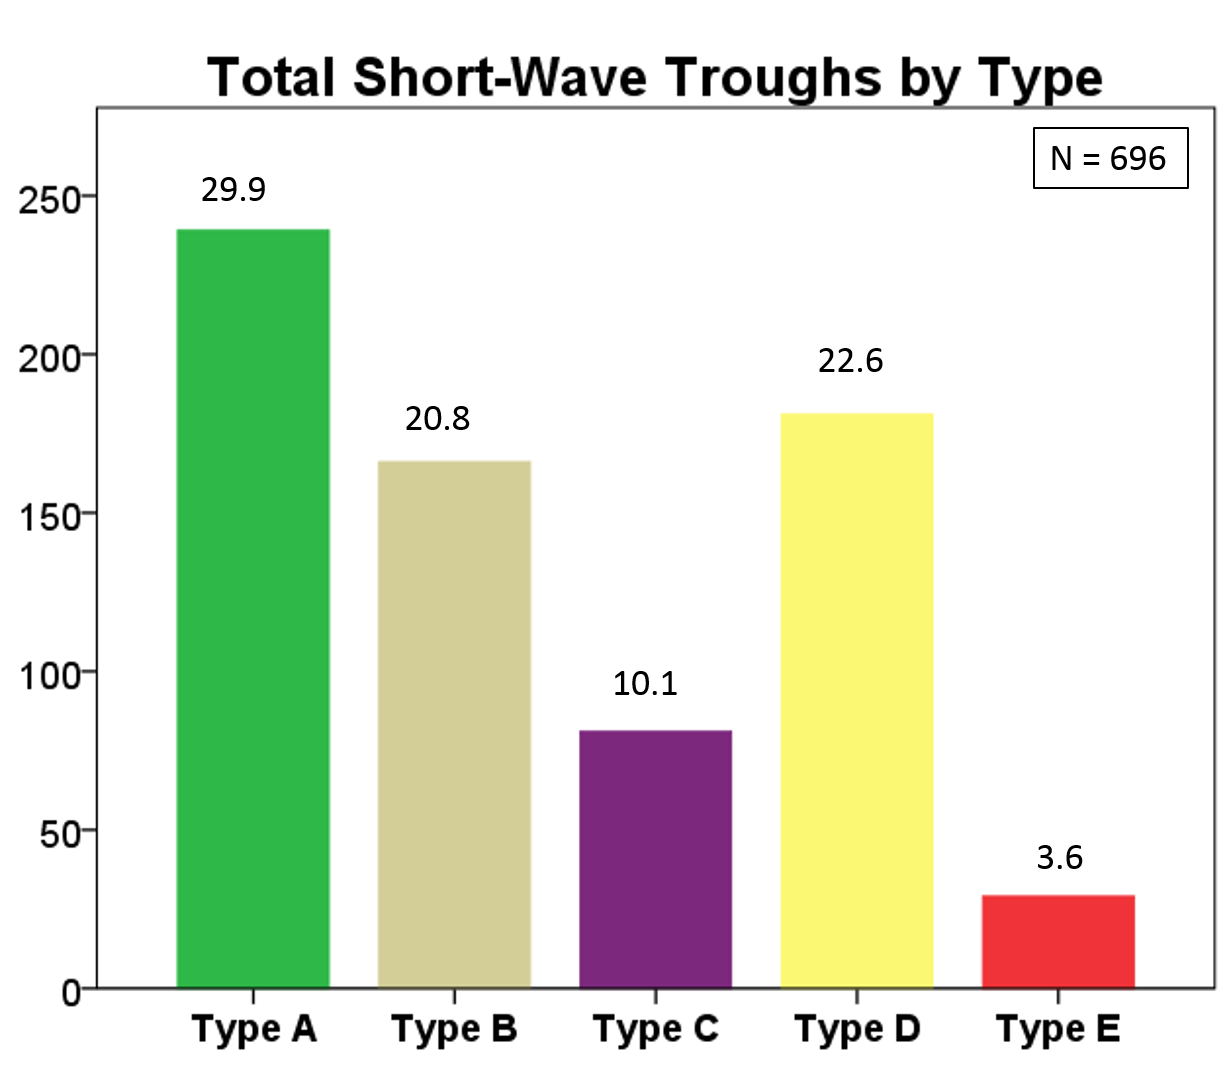 Total Short-Wave Troughs by Type
N = 696
250
200
150
100
50
0
29.9
20.8
10.1
22.6
3.6
Type A
Type B
Type C
Type D
Type E